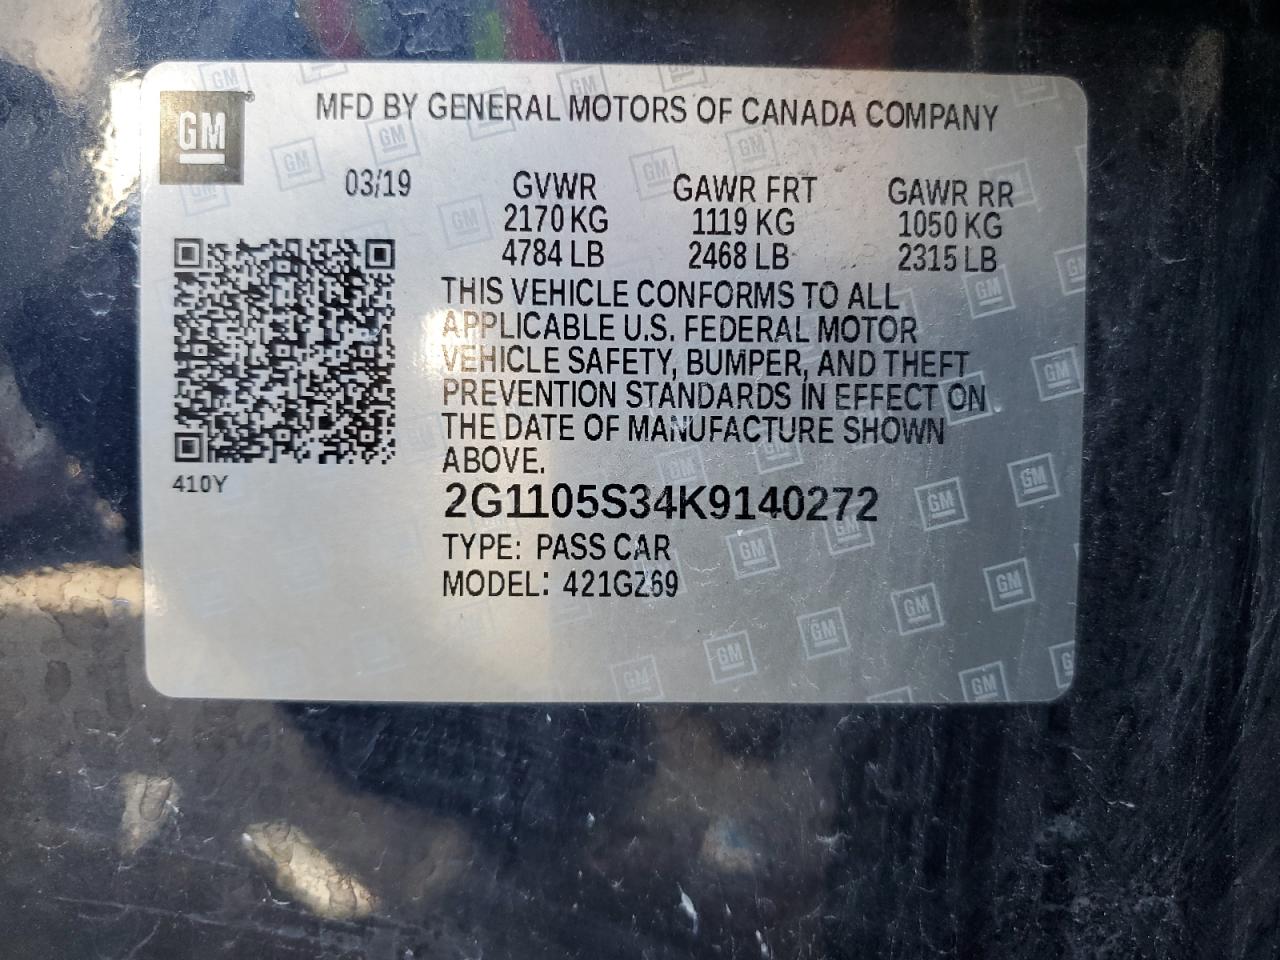 GM
MFD BY GENERAL MOTORS OF CANADA COMPANY
03/19 GVWR GAWR FRT GAWR RR
2170 KG 1119 KG 1050 KG
4784 LB 2468 LB 2315 LB
THIS VEHICLE CONFORMS TO ALL
APPLICABLE U.S. FEDERAL MOTOR
VEHICLE SAFETY, BUMPER, AND THEFT
PREVENTION STANDARDS IN EFFECT ON
THE DATE OF MANUFACTURE SHOWN
ABOVE.
410Y
2G1105S34K9140272
TYPE: PASS CAR
MODEL: 421GZ69